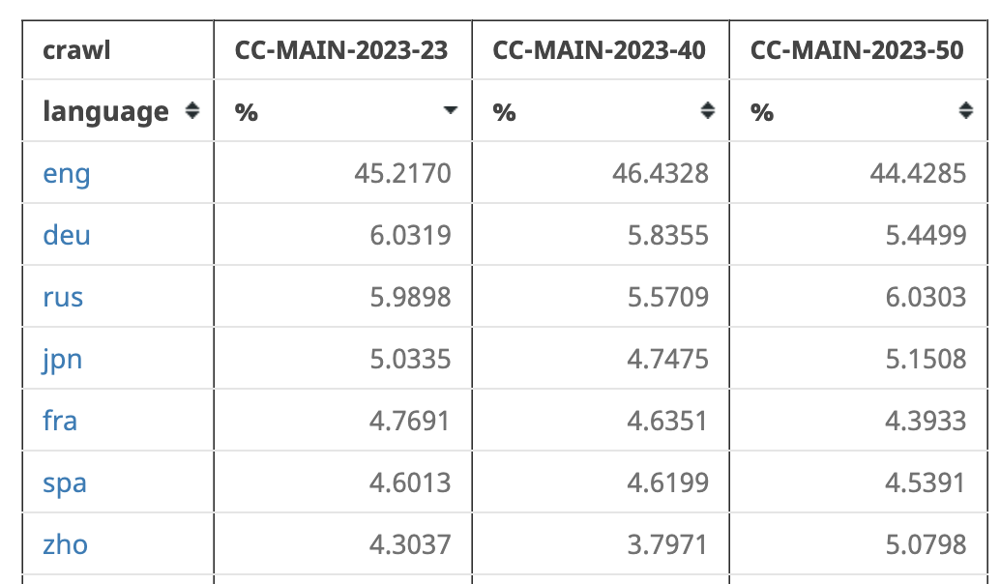 crawl CC-MAIN-2023-23 CC-MAIN-2023-40 CC-MAIN-2023-50
language % % %
eng 45.2170 46.4328 44.4285
deu 6.0319 5.8355 5.4499
rus 5.9898 5.5709 6.0303
jpn 5.0335 4.7475 5.1508
fra 4.7691 4.6351 4.3933
spa 4.6013 4.6199 4.5391
zho 4.3037 3.7971 5.0798